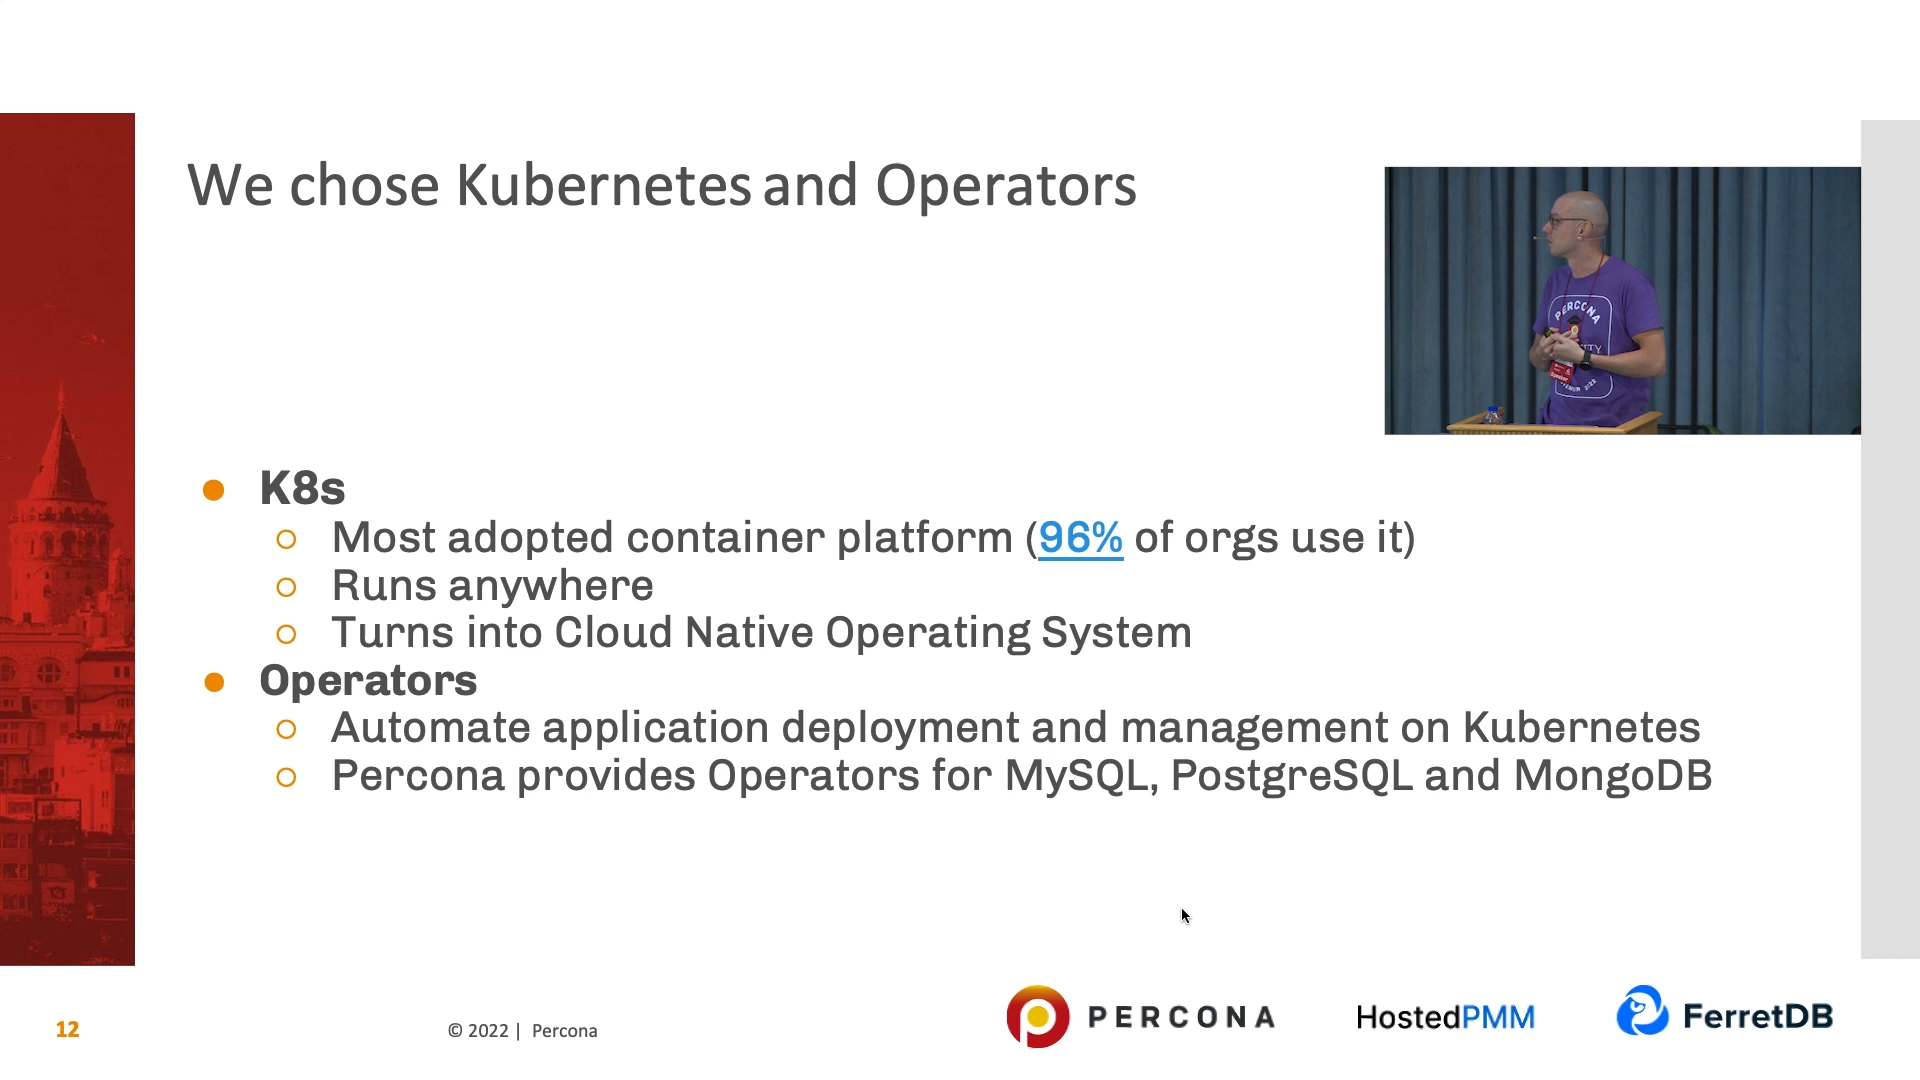 We chose Kubernetes and Operators
PERCONA
2022
K8s
Most adopted container platform (96% of orgs use it)
Runs anywhere
Turns into Cloud Native Operating System
Operators
Automate application deployment and management on Kubernetes
Percona provides Operators for MySQL, PostgreSQL and MongoDB
12
© 2022 | Percona
PERCONA
HostedPMM
FerretDB